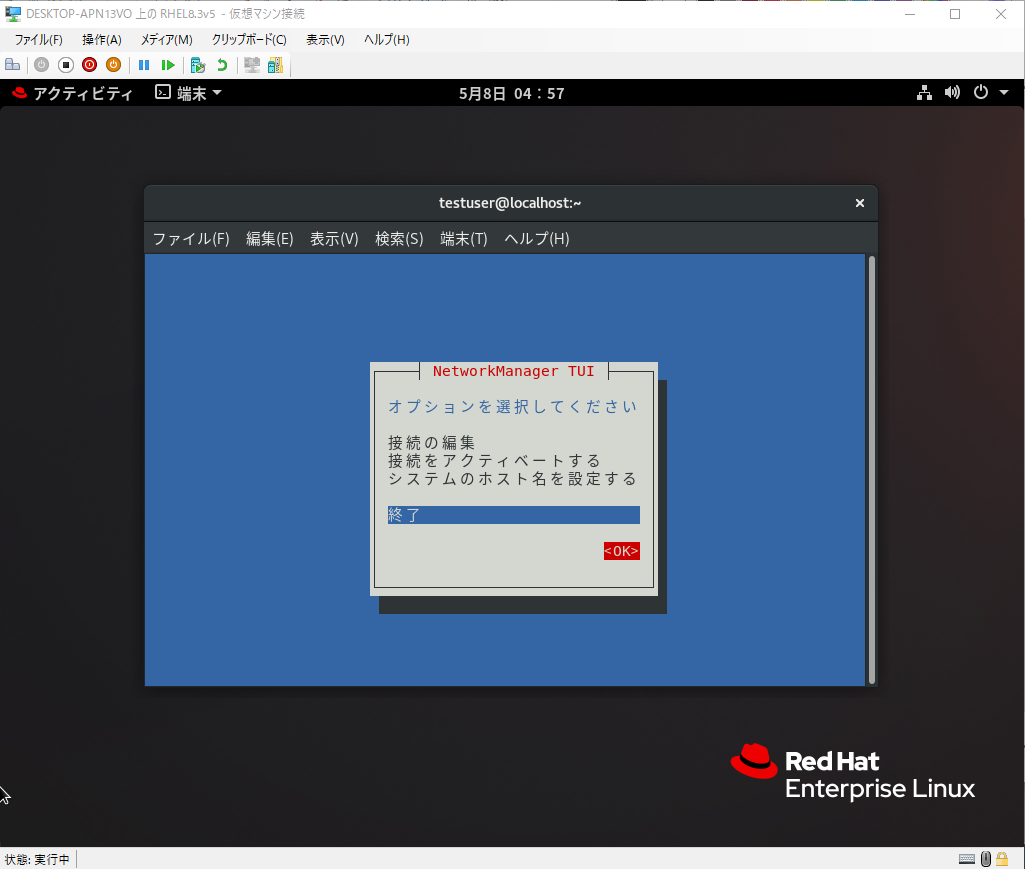 DESKTOP-APN13VO 上の RHEL8.3v5 - 仮想マシン接続
ファイル(F) 操作(A) メディア(M) クリップボード(C) 表示(V) ヘルプ(H)
アクティビティ 端末 5月8日 04：57
testuser@localhost:~
ファイル(F) 編集(E) 表示(V) 検索(S) 端末(T) ヘルプ(H)
NetworkManager TUI
オプションを選択してください
接続の編集
接続をアクティベートする
システムのホスト名を設定する
終了
<OK>
Red Hat
Enterprise Linux
状態: 実行中